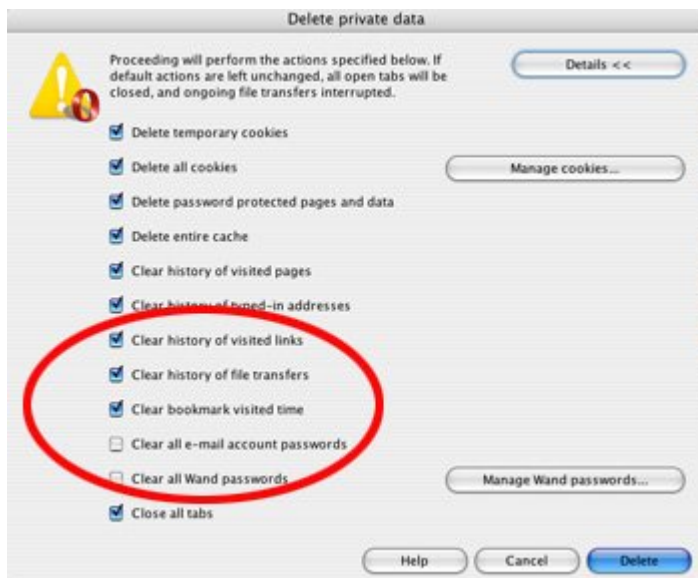 Delete private data
Proceeding will perform the actions specified below. If
default actions are left unchanged, all open tabs will be
closed, and ongoing file transfers interrupted.
Details <<
Delete temporary cookies
Delete all cookies
Manage cookies...
Delete password protected pages and data
Delete entire cache
Clear history of visited pages
Clear history of typed-in addresses
Clear history of visited links
Clear history of file transfers
Clear bookmark visited time
Clear all e-mail account passwords
Clear all Wand passwords
Manage Wand passwords...
Close all tabs
Help
Cancel
Delete